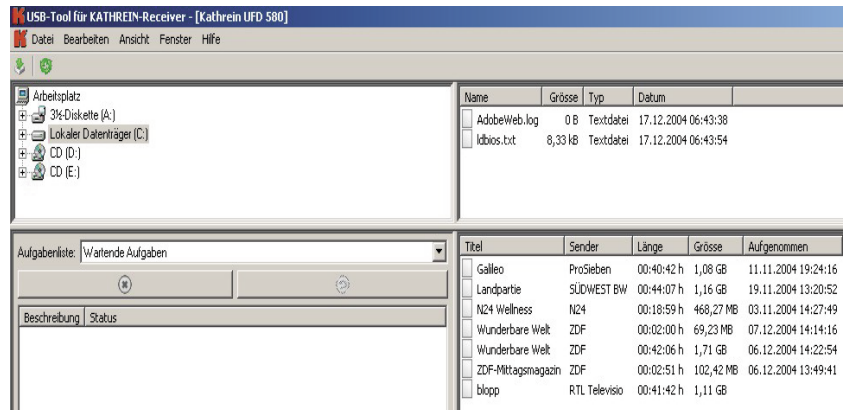 USB-Tool für KATHREIN-Receiver - [Kathrein UFD 580]
Datei Bearbeiten Ansicht Fenster Hilfe
Arbeitsplatz
3½-Diskette (A:)
Lokaler Datenträger (C:)
CD (D:)
CD (E:)
Name Grösse Typ Datum
AdobeWeb.log 0 B Textdatei 17.12.2004 06:43:38
ldbios.txt 8,33 kB Textdatei 17.12.2004 06:43:54
Aufgabenliste: Wartende Aufgaben
Beschreibung Status
Titel Sender Länge Grösse Aufgenommen
Galileo ProSieben 00:40:42 h 1,08 GB 11.11.2004 19:24:16
Landpartie SÜDWEST BW 00:44:07 h 1,16 GB 19.11.2004 13:20:52
N24 Wellness N24 00:18:59 h 468,27 MB 03.11.2004 14:27:49
Wunderbare Welt ZDF 00:02:00 h 69,23 MB 07.12.2004 14:14:16
Wunderbare Welt ZDF 00:42:06 h 1,71 GB 06.12.2004 14:22:54
ZDF-Mittagsmagazin ZDF 00:02:51 h 102,42 MB 06.12.2004 13:49:41
blopp RTL Televisio 00:41:42 h 1,11 GB